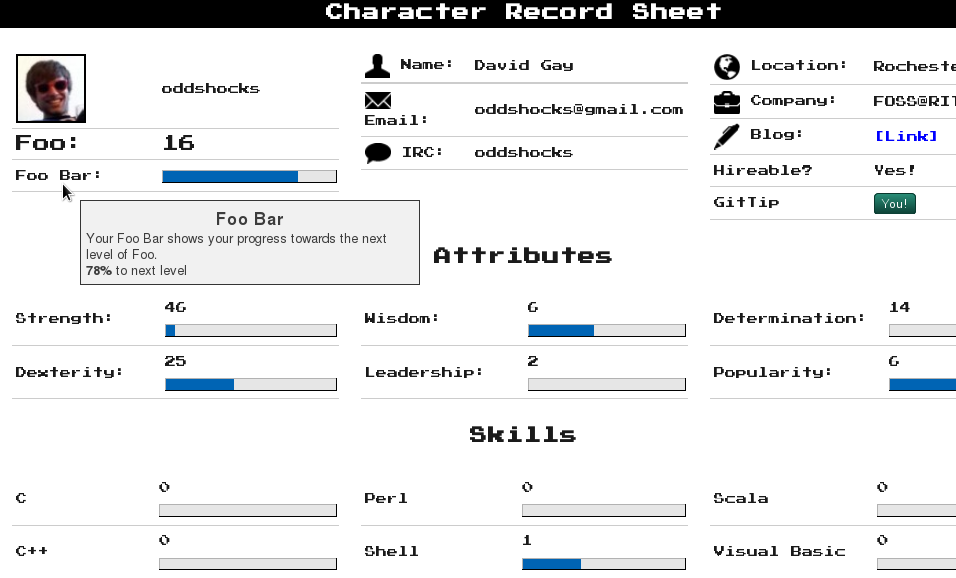 Character Record Sheet
oddshocks
Foo: 16
Foo Bar:
Foo Bar
Your Foo Bar shows your progress towards the next
level of Foo.
78% to next level
Name: David Gay
Email: oddshocks@gmail.com
IRC: oddshocks
Location: Rocheste
Company: FOSS@RIT
Blog: [Link]
Hireable? Yes!
GitTip You!
Attributes
Strength: 46
Wisdom: 6
Determination: 14
Dexterity: 25
Leadership: 2
Popularity: 6
Skills
C 0
Perl 0
Scala 0
C++ 0
Shell 1
Visual Basic 0